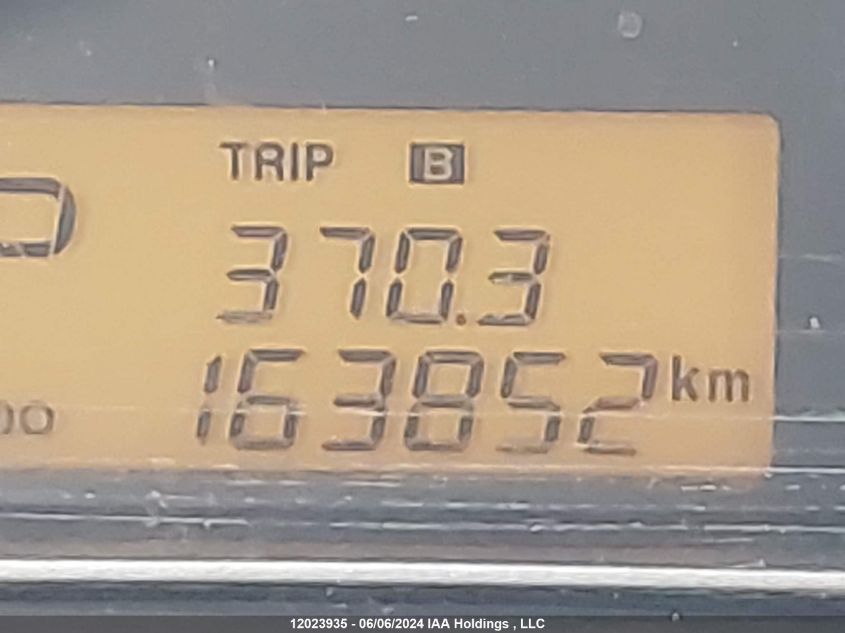 TRIP B
P
370.3
163852 km
12023935 - 06/06/2024 IAA Holdings , LLC